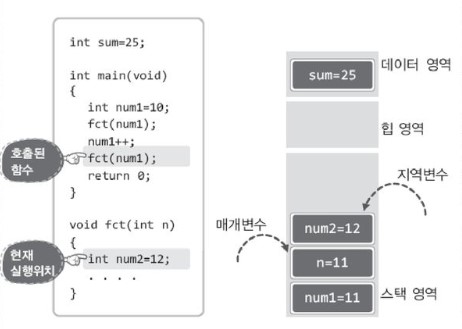 int sum=25;
int main(void)
{
int num1=10;
fct(num1);
num1++;
fct(num1);
return 0;
}
void fct(int n)
{
int num2=12;
. . . .
}
호출된
함수
현재
실행위치
sum=25
데이터 영역
힙 영역
지역변수
매개변수
num2=12
n=11
num1=11
스택 영역